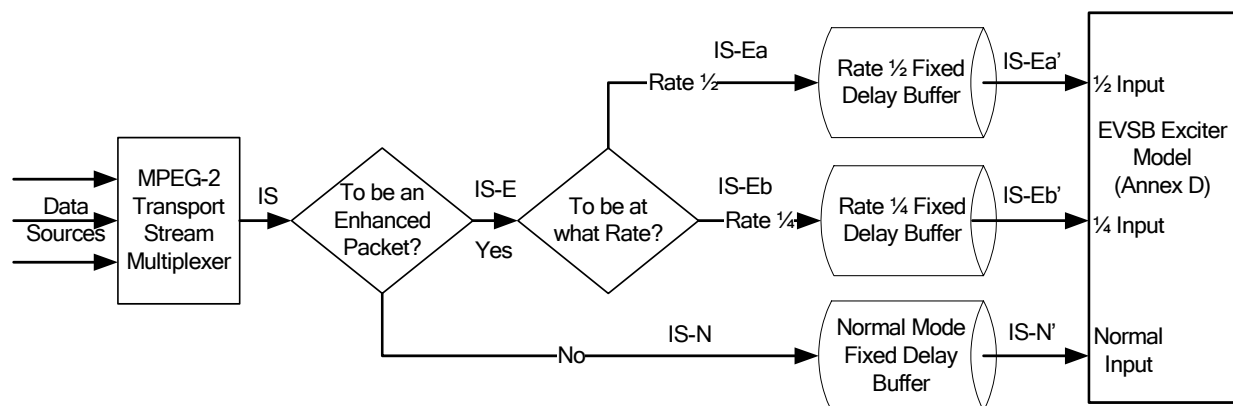 Data
Sources
MPEG-2
Transport
Stream
Multiplexer
IS
To be an
Enhanced
Packet?
IS-E
Yes
No
To be at
what Rate?
IS-Ea
Rate ½
Rate ½ Fixed
Delay Buffer
IS-Ea’
½ Input
IS-Eb
Rate ¼
Rate ¼ Fixed
Delay Buffer
IS-Eb’
¼ Input
IS-N
Normal Mode
Fixed Delay
Buffer
IS-N’
Normal
Input
EVSB Exciter
Model
(Annex D)